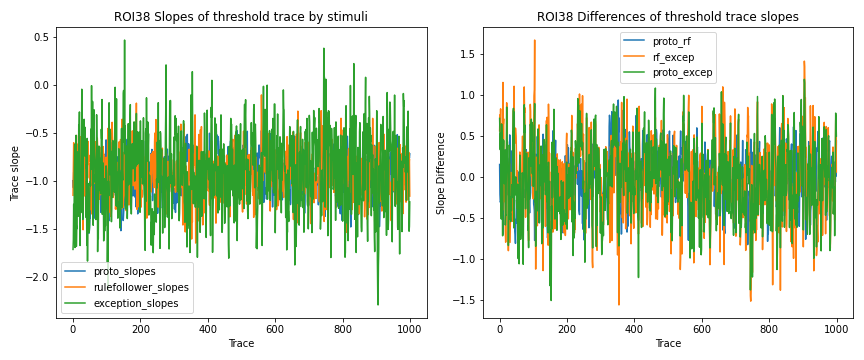 ROI38 Slopes of threshold trace by stimuli
0.5
0.0
−0.5
−1.0
−1.5
−2.0
Trace slope
proto_slopes
rulefollower_slopes
exception_slopes
0 200 400 600 800 1000
Trace
ROI38 Differences of threshold trace slopes
1.5
1.0
0.5
0.0
−0.5
−1.0
−1.5
Slope Difference
proto_rf
rf_excep
proto_excep
0 200 400 600 800 1000
Trace